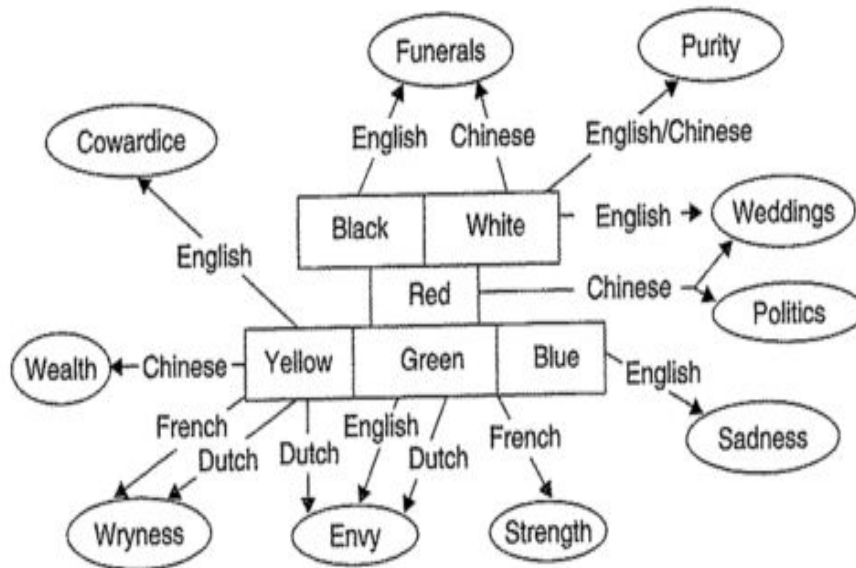 Funerals
Purity
English
Chinese
English/Chinese
Cowardice
Black
White
English
Weddings
English
Red
Chinese
Politics
Wealth
Chinese
Yellow
Green
Blue
English
French
Dutch
Dutch
English
Dutch
French
Sadness
Wryness
Envy
Strength